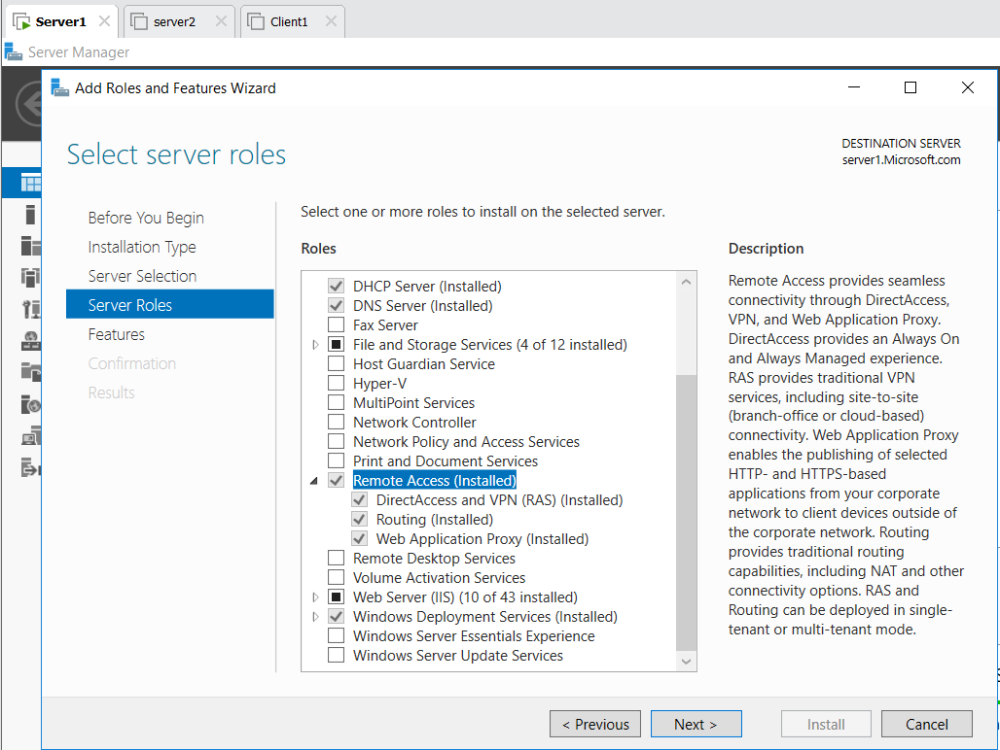 Server1
server2
Client1
Server Manager
Add Roles and Features Wizard
Select server roles
DESTINATION SERVER
server1.Microsoft.com
Before You Begin
Installation Type
Server Selection
Server Roles
Features
Confirmation
Results
Select one or more roles to install on the selected server.
Roles
DHCP Server (Installed)
DNS Server (Installed)
Fax Server
File and Storage Services (4 of 12 installed)
Host Guardian Service
Hyper-V
MultiPoint Services
Network Controller
Network Policy and Access Services
Print and Document Services
Remote Access (Installed)
DirectAccess and VPN (RAS) (Installed)
Routing (Installed)
Web Application Proxy (Installed)
Remote Desktop Services
Volume Activation Services
Web Server (IIS) (10 of 43 installed)
Windows Deployment Services (Installed)
Windows Server Essentials Experience
Windows Server Update Services
Description
Remote Access provides seamless
connectivity through DirectAccess,
VPN, and Web Application Proxy.
DirectAccess provides an Always On
and Always Managed experience.
RAS provides traditional VPN
services, including site-to-site
(branch-office or cloud-based)
connectivity. Web Application Proxy
enables the publishing of selected
HTTP- and HTTPS-based
applications from your corporate
network to client devices outside of
the corporate network. Routing
provides traditional routing
capabilities, including NAT and other
connectivity options. RAS and
Routing can be deployed in single-
tenant or multi-tenant mode.
< Previous
Next >
Install
Cancel